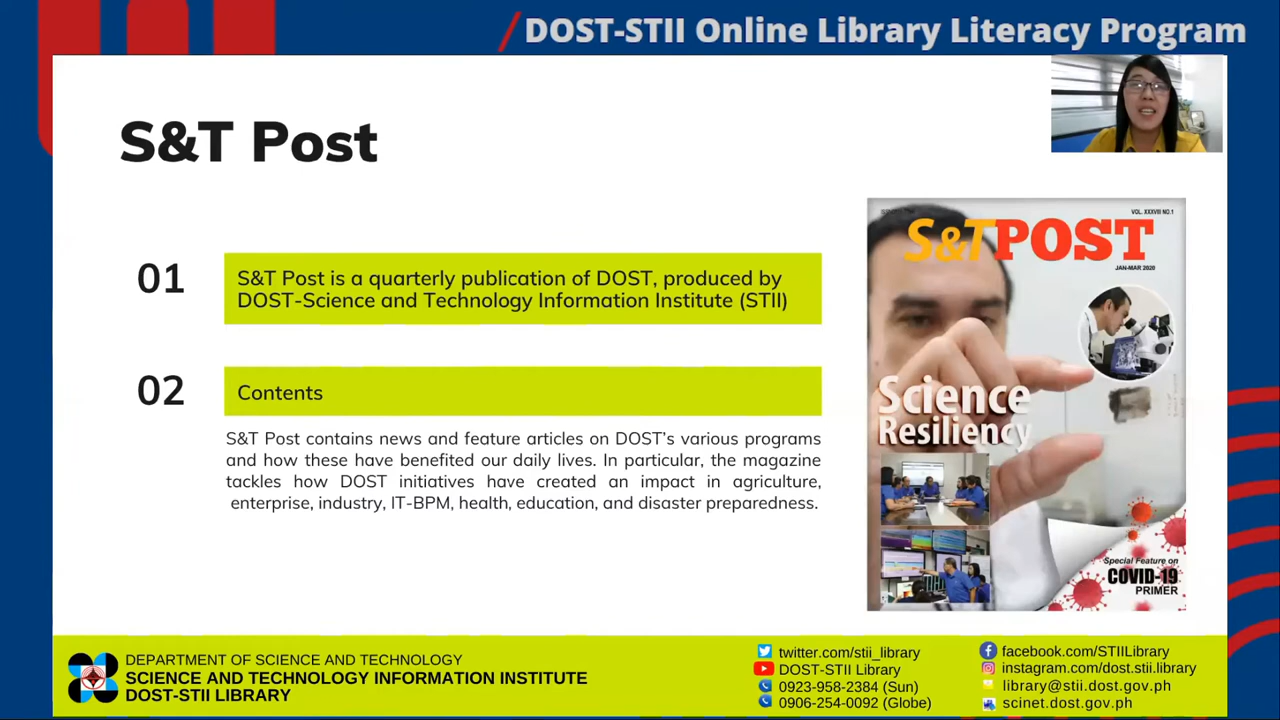 DOST-STII Online Library Literacy Program
S&T Post
01
S&T Post is a quarterly publication of DOST, produced by
DOST-Science and Technology Information Institute (STII)
02
Contents
S&T Post contains news and feature articles on DOST's various programs
and how these have benefited our daily lives. In particular, the magazine
tackles how DOST initiatives have created an impact in agriculture,
enterprise, industry, IT-BPM, health, education, and disaster preparedness.
VOL. XXXVIII NO.1
S&TPOST
JAN-MAR 2020
Science
Resiliency
Special Feature on
COVID-19
PRIMER
DEPARTMENT OF SCIENCE AND TECHNOLOGY
SCIENCE AND TECHNOLOGY INFORMATION INSTITUTE
DOST-STII LIBRARY
twitter.com/stii_library
DOST-STII Library
0923-958-2384 (Sun)
0906-254-0092 (Globe)
facebook.com/STIILibrary
instagram.com/dost.stii.library
library@stii.dost.gov.ph
scinet.dost.gov.ph